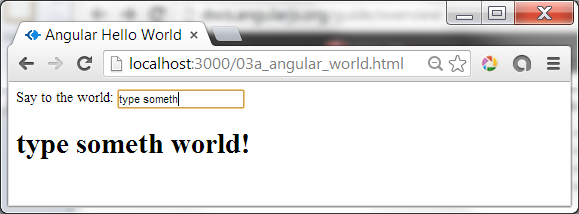 Angular Hello World
localhost:3000/03a_angular_world.html
Say to the world: type someth
type someth world!